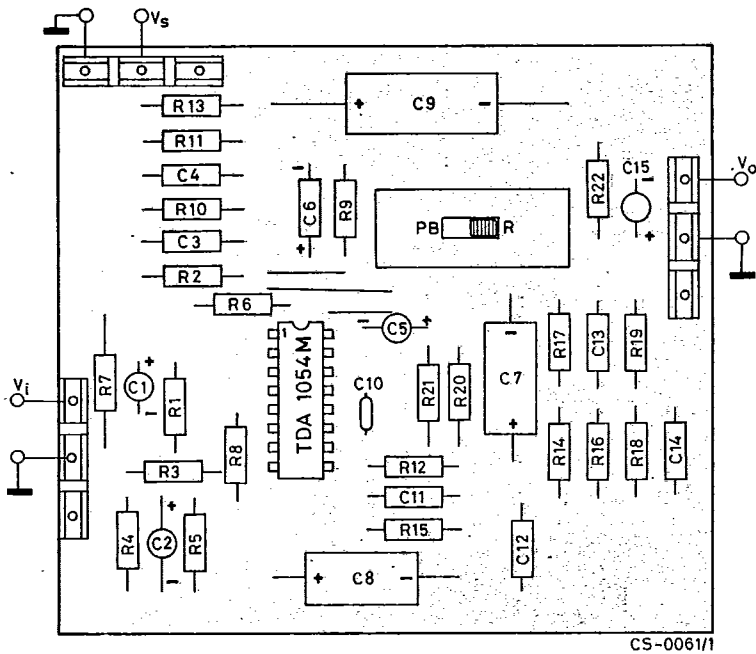 Vs
R13
+ C9 -
R11
C4
- C6 +
R9
R22
C15
-
+
Vo
R10
PB R
C3
R2
R6
- C5 +
1
TDA 1054M
- C7 +
R17
C13
R19
Vi
R7
+
C1
-
R1
C10
R21
R20
R8
R3
R12
R14
R16
R18
C14
C11
R4
+
C2
-
R5
R15
C12
+ C8 -
CS-0061/1